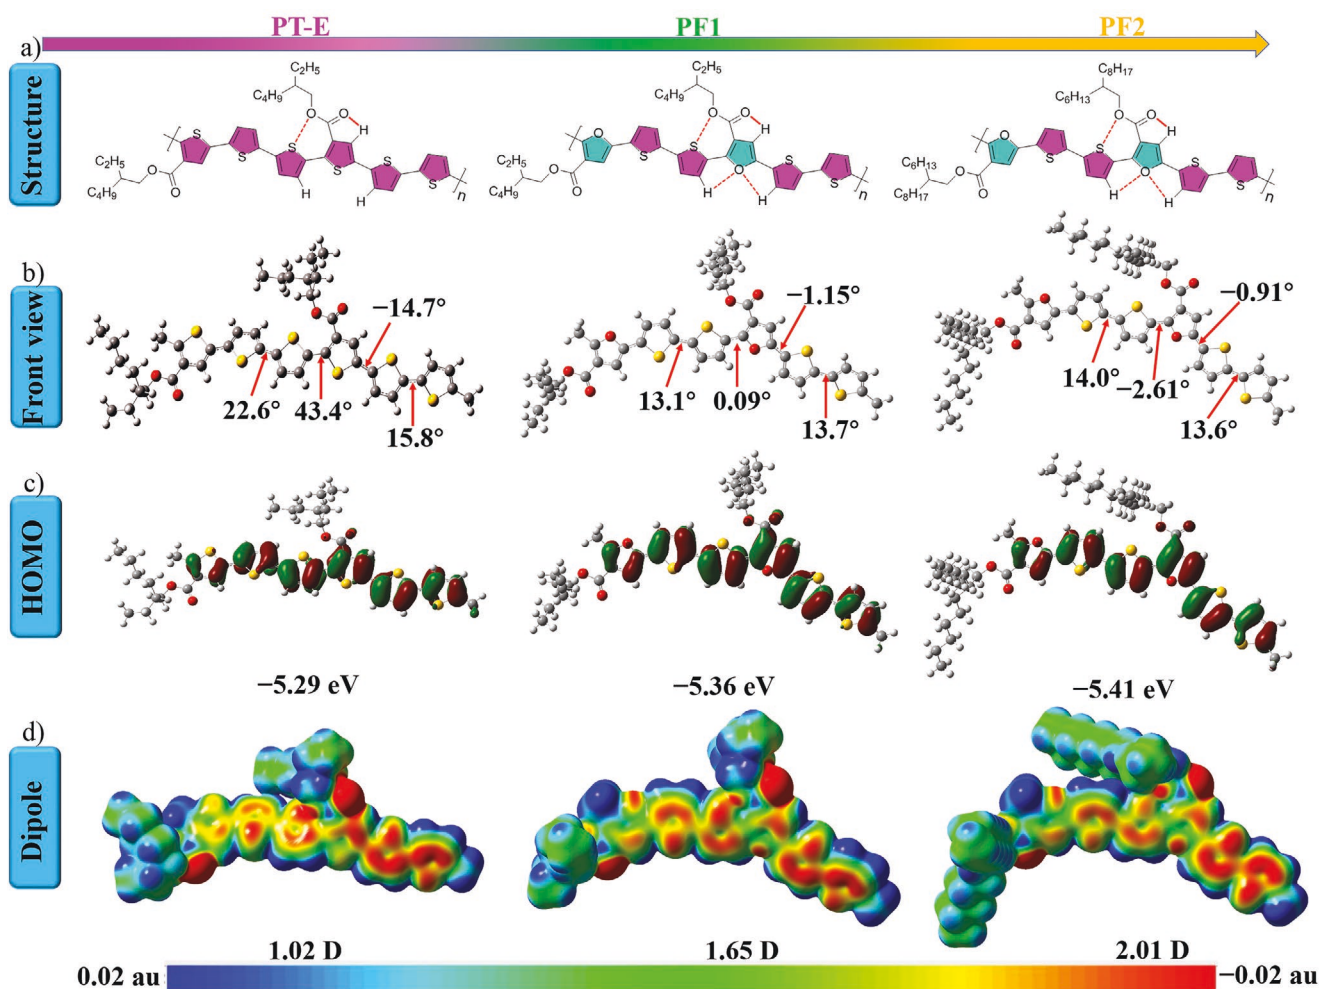 PT-E PF1 PF2
a)
Structure
C₂H₅
C₄H₉
O
O
H
S
S
S
S
S
S
H
H
n
C₂H₅
C₄H₉
O
O
C₂H₅
C₄H₉
O
O
H
O
S
S
O
S
S
H
H
n
C₂H₅
C₄H₉
O
O
C₈H₁₇
C₆H₁₃
O
O
H
O
S
S
O
S
S
H
H
n
C₆H₁₃
C₈H₁₇
O
O
b)
Front view
−14.7°
22.6° 43.4°
15.8°
−1.15°
13.1° 0.09°
13.7°
−0.91°
14.0° −2.61°
13.6°
c)
HOMO
−5.29 eV −5.36 eV −5.41 eV
d)
Dipole
1.02 D 1.65 D 2.01 D
0.02 au −0.02 au